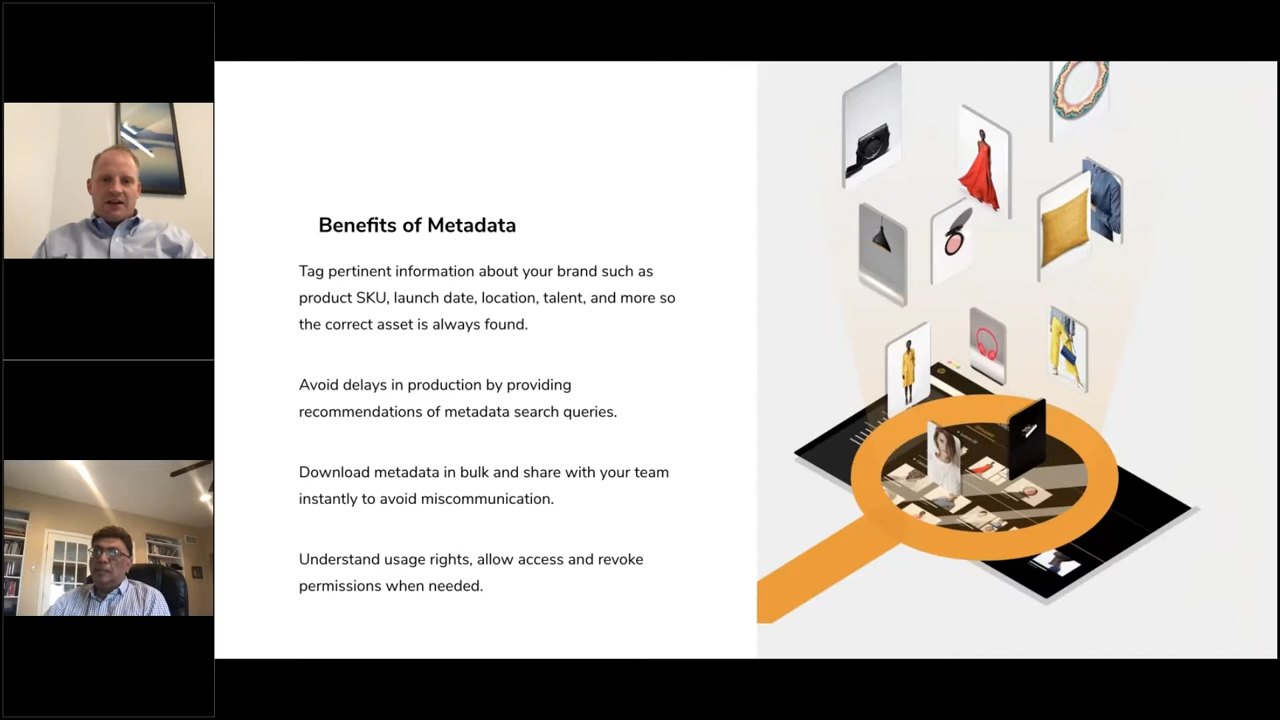 Benefits of Metadata
Tag pertinent information about your brand such as
product SKU, launch date, location, talent, and more so
the correct asset is always found.
Avoid delays in production by providing
recommendations of metadata search queries.
Download metadata in bulk and share with your team
instantly to avoid miscommunication.
Understand usage rights, allow access and revoke
permissions when needed.